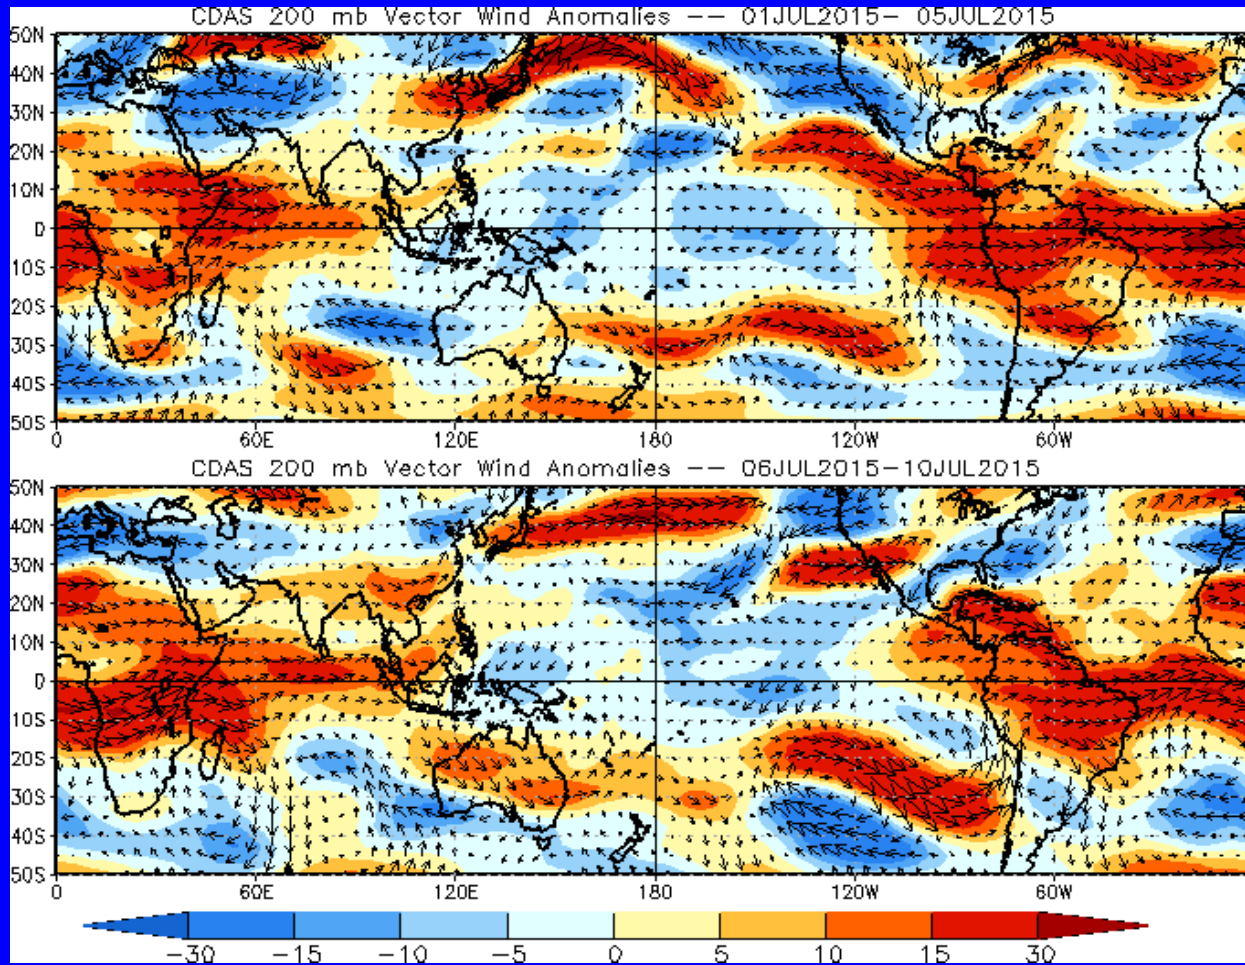 CDAS 200 mb Vector Wind Anomalies -- 01JUL2015- 05JUL2015
50N
40N
30N
20N
10N
0
10S
20S
30S
40S
50S
0 60E 120E 180 120W 60W
CDAS 200 mb Vector Wind Anomalies -- 06JUL2015-10JUL2015
50N
40N
30N
20N
10N
0
10S
20S
30S
40S
50S
0 60E 120E 180 120W 60W
-30 -15 -10 -5 0 5 10 15 30